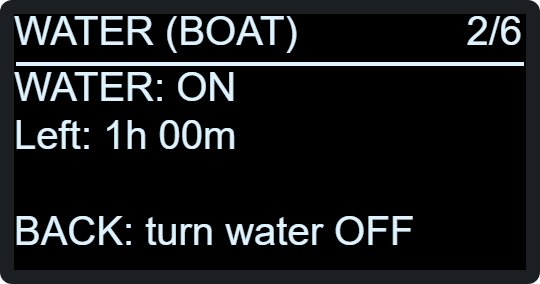 WATER (BOAT) 2/6
WATER: ON
Left: 1h 00m
BACK: turn water OFF